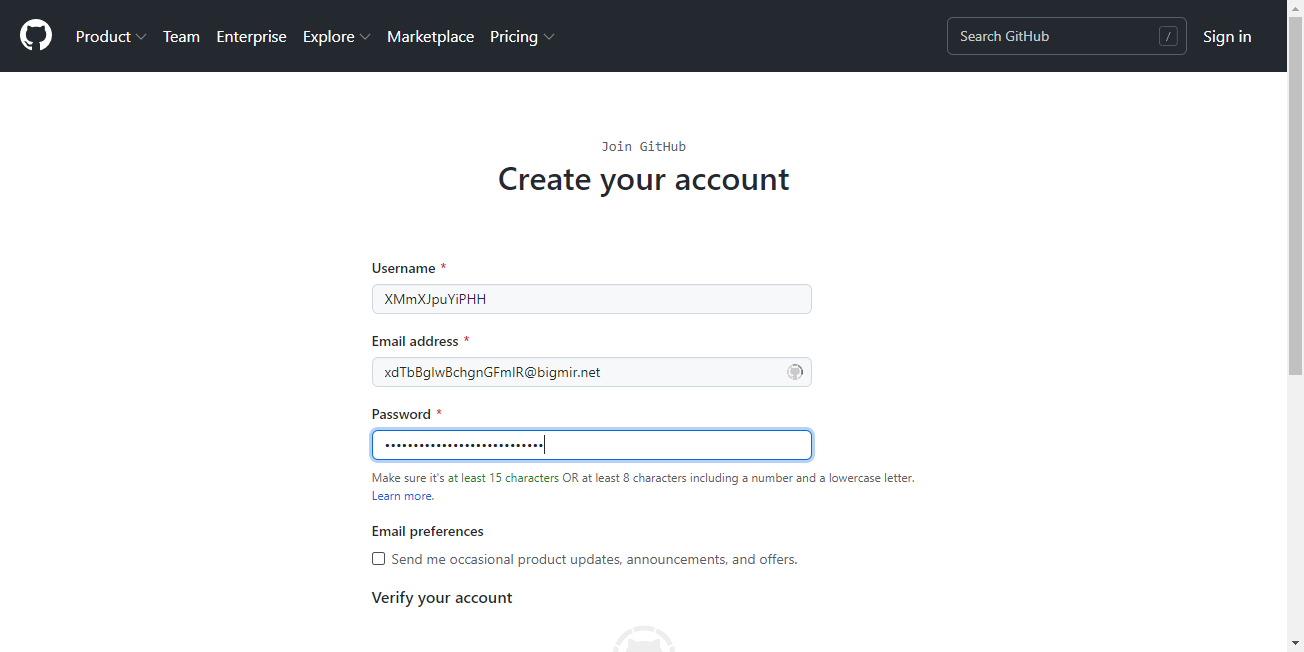 Product Team Enterprise Explore Marketplace Pricing Search GitHub / Sign in
Join GitHub
Create your account
Username *
XMmXJpuYiPHH
Email address *
xdTbBglwBchgnGFmlR@bigmir.net
Password *
••••••••••••••••••••••••••••
Make sure it's at least 15 characters OR at least 8 characters including a number and a lowercase letter.
Learn more.
Email preferences
Send me occasional product updates, announcements, and offers.
Verify your account